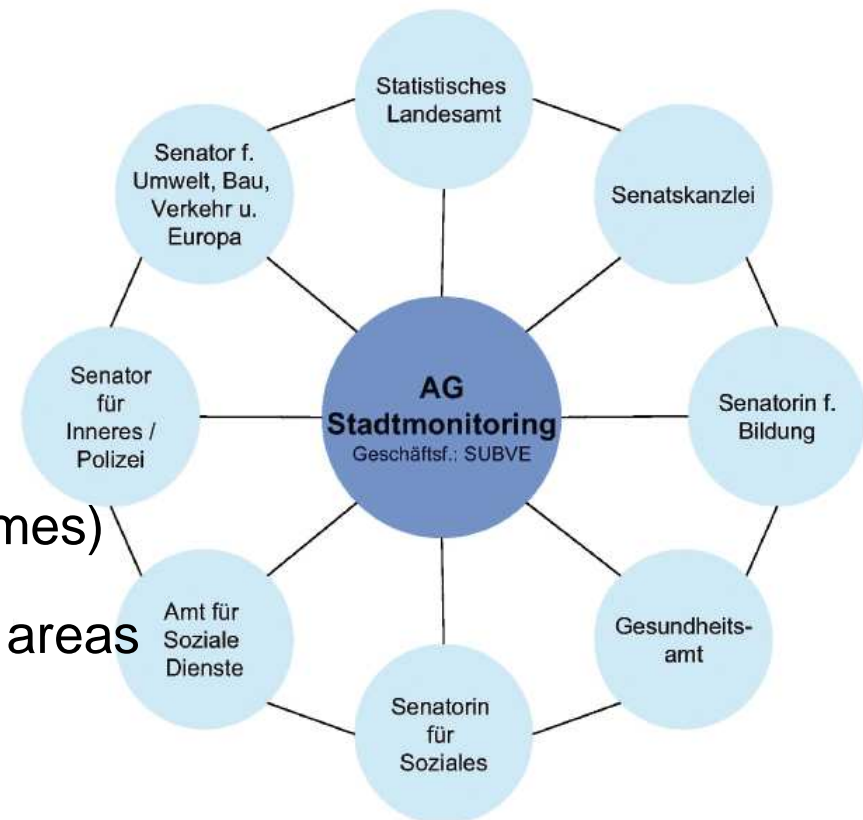 Statistisches
Landesamt
Senatskanzlei
Senatorin f.
Bildung
Gesundheits-
amt
Senatorin
für
Soziales
Amt für
Soziale
Dienste
Senator
für
Inneres /
Polizei
Senator f.
Umwelt, Bau,
Verkehr u.
Europa
AG
Stadtmonitoring
Geschäftsf.: SUBVE
mes)
areas